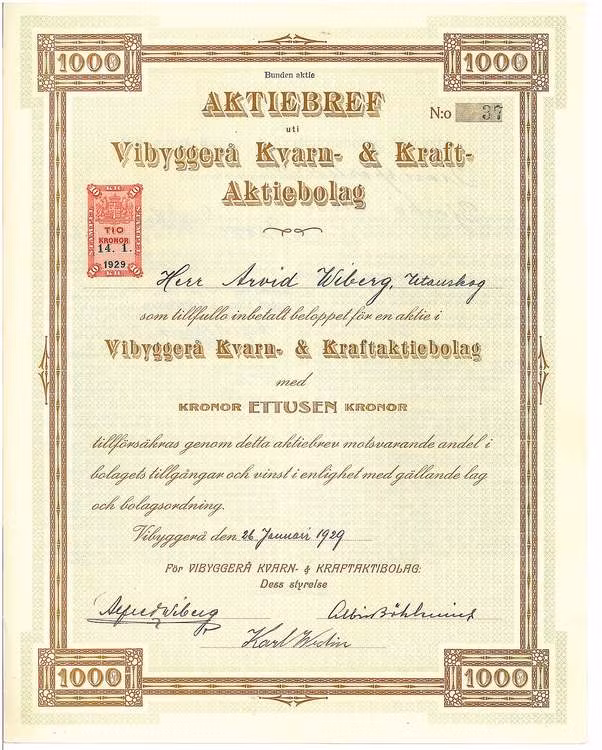 1000 1000
Bunden aktie
AKTIEBREF
N:o 37
uti
Vibyggerå Kvarn- & Kraft-
Aktiebolag
TIO
KRONOR
14. 1.
1929
Herr Arvid Wiberg,
som tillfullo inbetalt beloppet för en aktie i
Vibyggerå Kvarn- & Kraftaktiebolag
med
KRONOR ETTUSEN KRONOR
tillförsäkras genom detta aktiebrev motsvarande andel i
bolagets tillgångar och vinst i enlighet med gällande lag
och bolagsordning.
Vibyggerå den 26 Januari 1929
För VIBYGGERÅ KVARN- & KRAFTAKTIBOLAG:
Dess styrelse
Alfred Wiberg
Karl Wedin
1000 1000